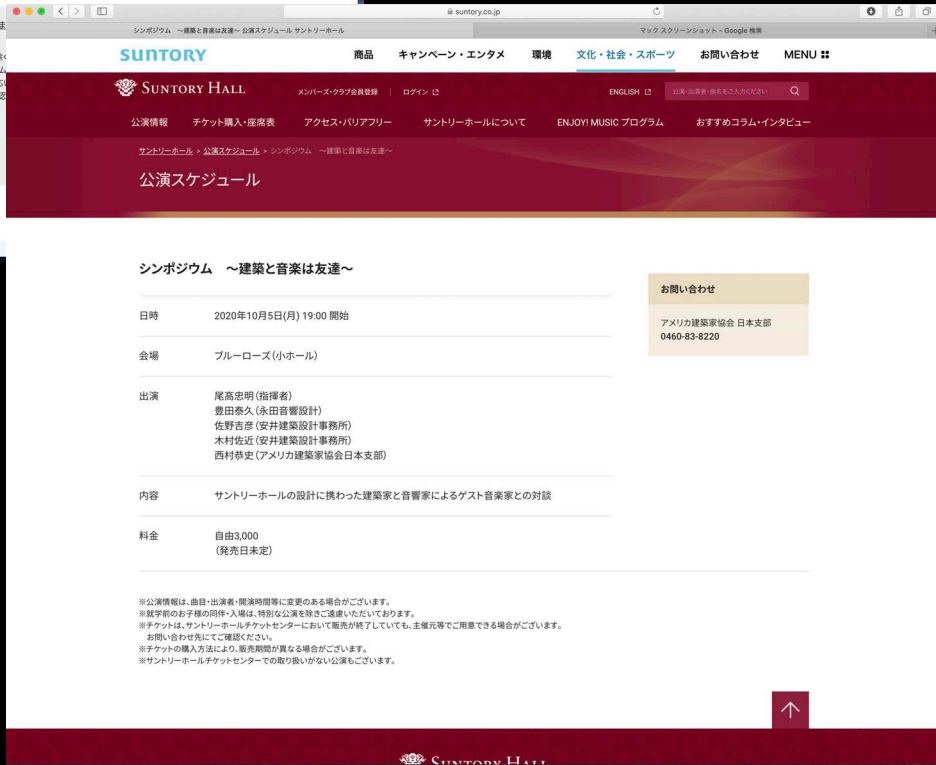 suntory.co.jp
シンポジウム ～建築と音楽は友達～ 公演スケジュール サントリーホール
マック スクリーンショット - Google 検索
SUNTORY
商品 キャンペーン・エンタメ 環境 文化・社会・スポーツ お問い合わせ MENU
SUNTORY HALL
メンバーズ・クラブ会員登録 | ログイン
ENGLISH
公演・出演者・曲名をご入力ください
公演情報 チケット購入・座席表 アクセス・バリアフリー サントリーホールについて ENJOY! MUSIC プログラム おすすめコラム・インタビュー
サントリーホール > 公演スケジュール > シンポジウム ～建築と音楽は友達～
公演スケジュール
シンポジウム ～建築と音楽は友達～
日時 2020年10月5日(月) 19:00 開始
会場 ブルーローズ(小ホール)
出演 尾高忠明(指揮者)
豊田泰久(永田音響設計)
佐野吉彦(安井建築設計事務所)
木村佐近(安井建築設計事務所)
西村恭史(アメリカ建築家協会日本支部)
内容 サントリーホールの設計に携わった建築家と音響家によるゲスト音楽家との対談
料金 自由3,000
(発売日未定)
お問い合わせ
アメリカ建築家協会 日本支部
0460-83-8220
※公演情報は、曲目・出演者・開演時間等に変更のある場合がございます。
※就学前のお子様の同伴・入場は、特別な公演を除きご遠慮いただいております。
※チケットは、サントリーホールチケットセンターにおいて販売が終了していても、主催元等でご用意できる場合がございます。
お問い合わせ先にてご確認ください。
※チケットの購入方法により、販売期間が異なる場合がございます。
※サントリーホールチケットセンターでの取り扱いがない公演もございます。
SUNTORY HALL